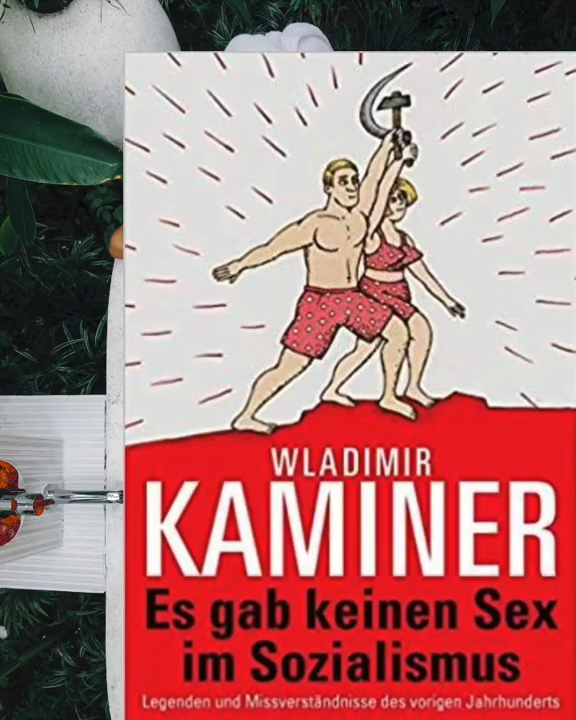 WLADIMIR
KAMINER
Es gab keinen Sex
im Sozialismus
Legenden und Missverständnisse des vorigen Jahrhunderts